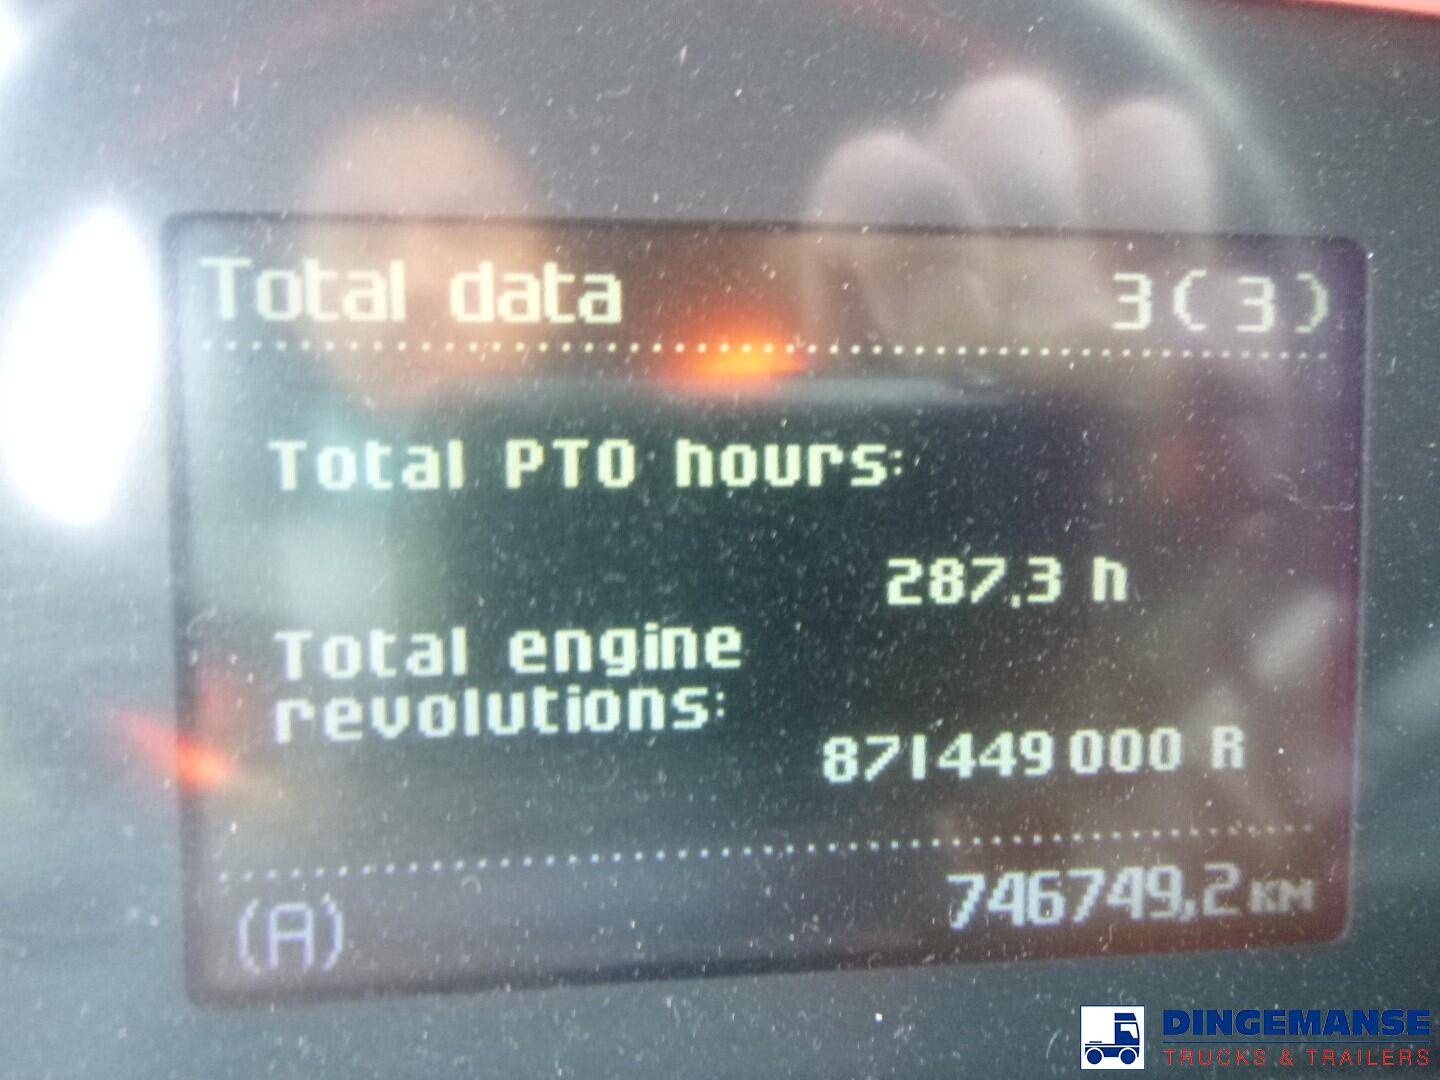 Total data 3(3)
Total PTO hours:
287,3 h
Total engine
revolutions:
871449000 R
(A) 746749,2 KM
DINGEMANSE
TRUCKS & TRAILERS